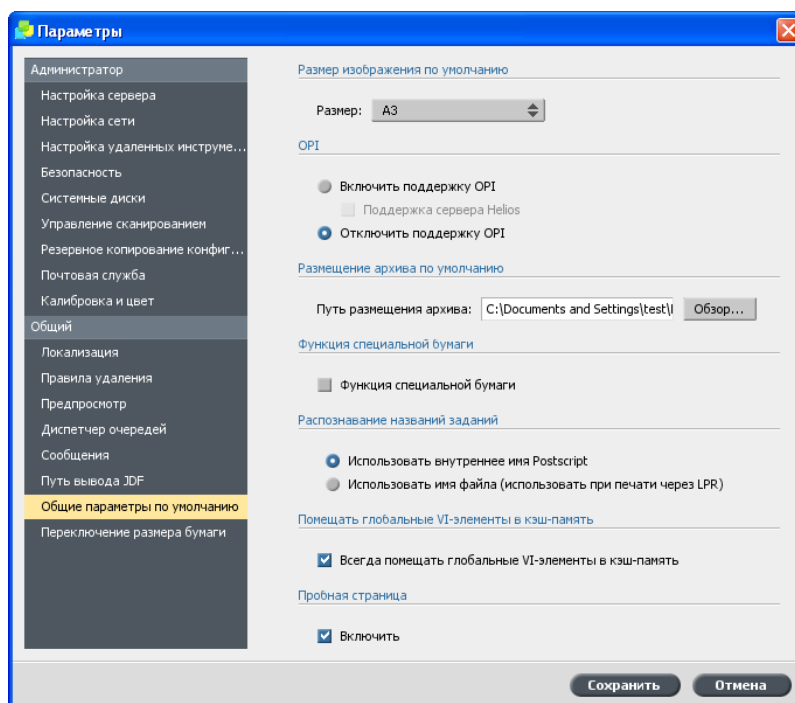 Параметры
Администратор
Настройка сервера
Настройка сети
Настройка удаленных инструме...
Безопасность
Системные диски
Управление сканированием
Резервное копирование конфиг...
Почтовая служба
Калибровка и цвет
Общий
Локализация
Правила удаления
Предпросмотр
Диспетчер очередей
Сообщения
Путь вывода JDF
Общие параметры по умолчанию
Переключение размера бумаги
Размер изображения по умолчанию
Размер: A3
OPI
Включить поддержку OPI
Поддержка сервера Helios
Отключить поддержку OPI
Размещение архива по умолчанию
Путь размещения архива: C:\Documents and Settings\test\ Обзор...
Функция специальной бумаги
Функция специальной бумаги
Распознавание названий заданий
Использовать внутреннее имя Postscript
Использовать имя файла (использовать при печати через LPR)
Помещать глобальные VI-элементы в кэш-память
Всегда помещать глобальные VI-элементы в кэш-память
Пробная страница
Включить
Сохранить Отмена